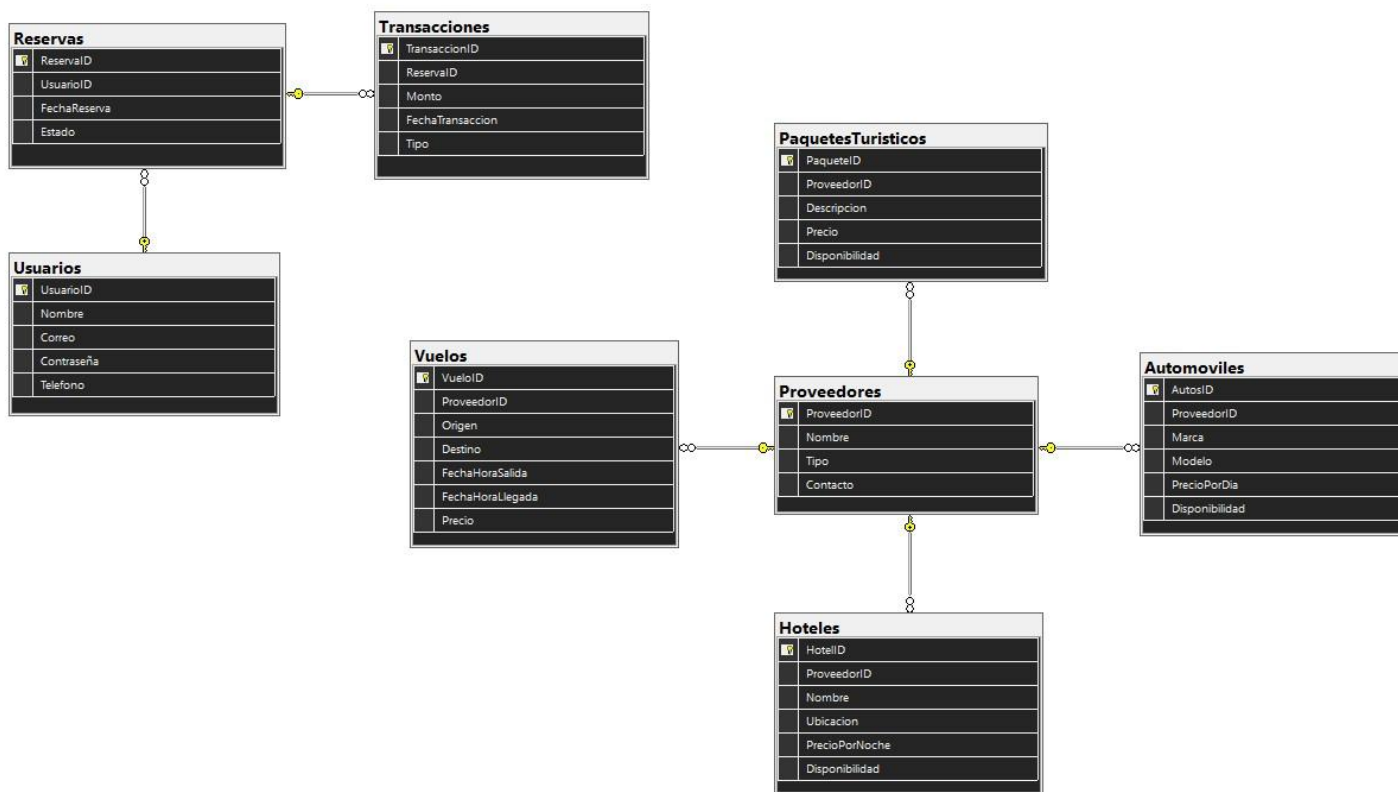 Reservas
ReservaID
UsuarioID
FechaReserva
Estado
Transacciones
TransaccionID
ReservaID
Monto
FechaTransaccion
Tipo
Usuarios
UsuarioID
Nombre
Correo
Contraseña
Telefono
PaquetesTuristicos
PaqueteID
ProveedorID
Descripcion
Precio
Disponibilidad
Vuelos
VueloID
ProveedorID
Origen
Destino
FechaHoraSalida
FechaHoraLlegada
Precio
Proveedores
ProveedorID
Nombre
Tipo
Contacto
Automoviles
AutosID
ProveedorID
Marca
Modelo
PrecioPorDia
Disponibilidad
Hoteles
HotelID
ProveedorID
Nombre
Ubicacion
PrecioPorNoche
Disponibilidad